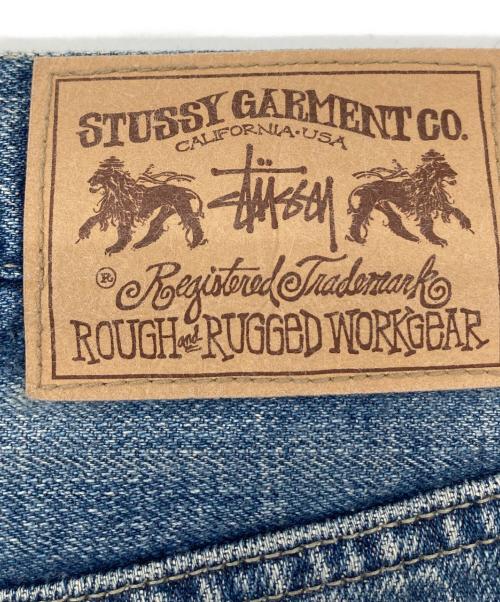 STUSSY GARMENT CO.
CALIFORNIA • USA
Stüssy
® Registered Trademark
ROUGH and RUGGED WORKGEAR